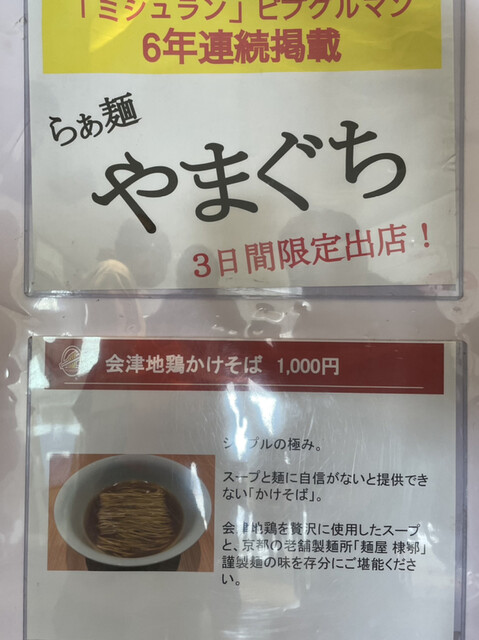 「ミシュラン」ビブグルマン
6年連続掲載
らぁ麺
やまぐち
3日間限定出店!
会津地鶏かけそば 1,000円
シンプルの極み。
スープと麺に自信がないと提供でき
ない「かけそば」。
会津地鶏を贅沢に使用したスープ
と、京都の老舗製麺所「麺屋 棣鄂」
謹製麺の味を存分にご堪能くださ
い。